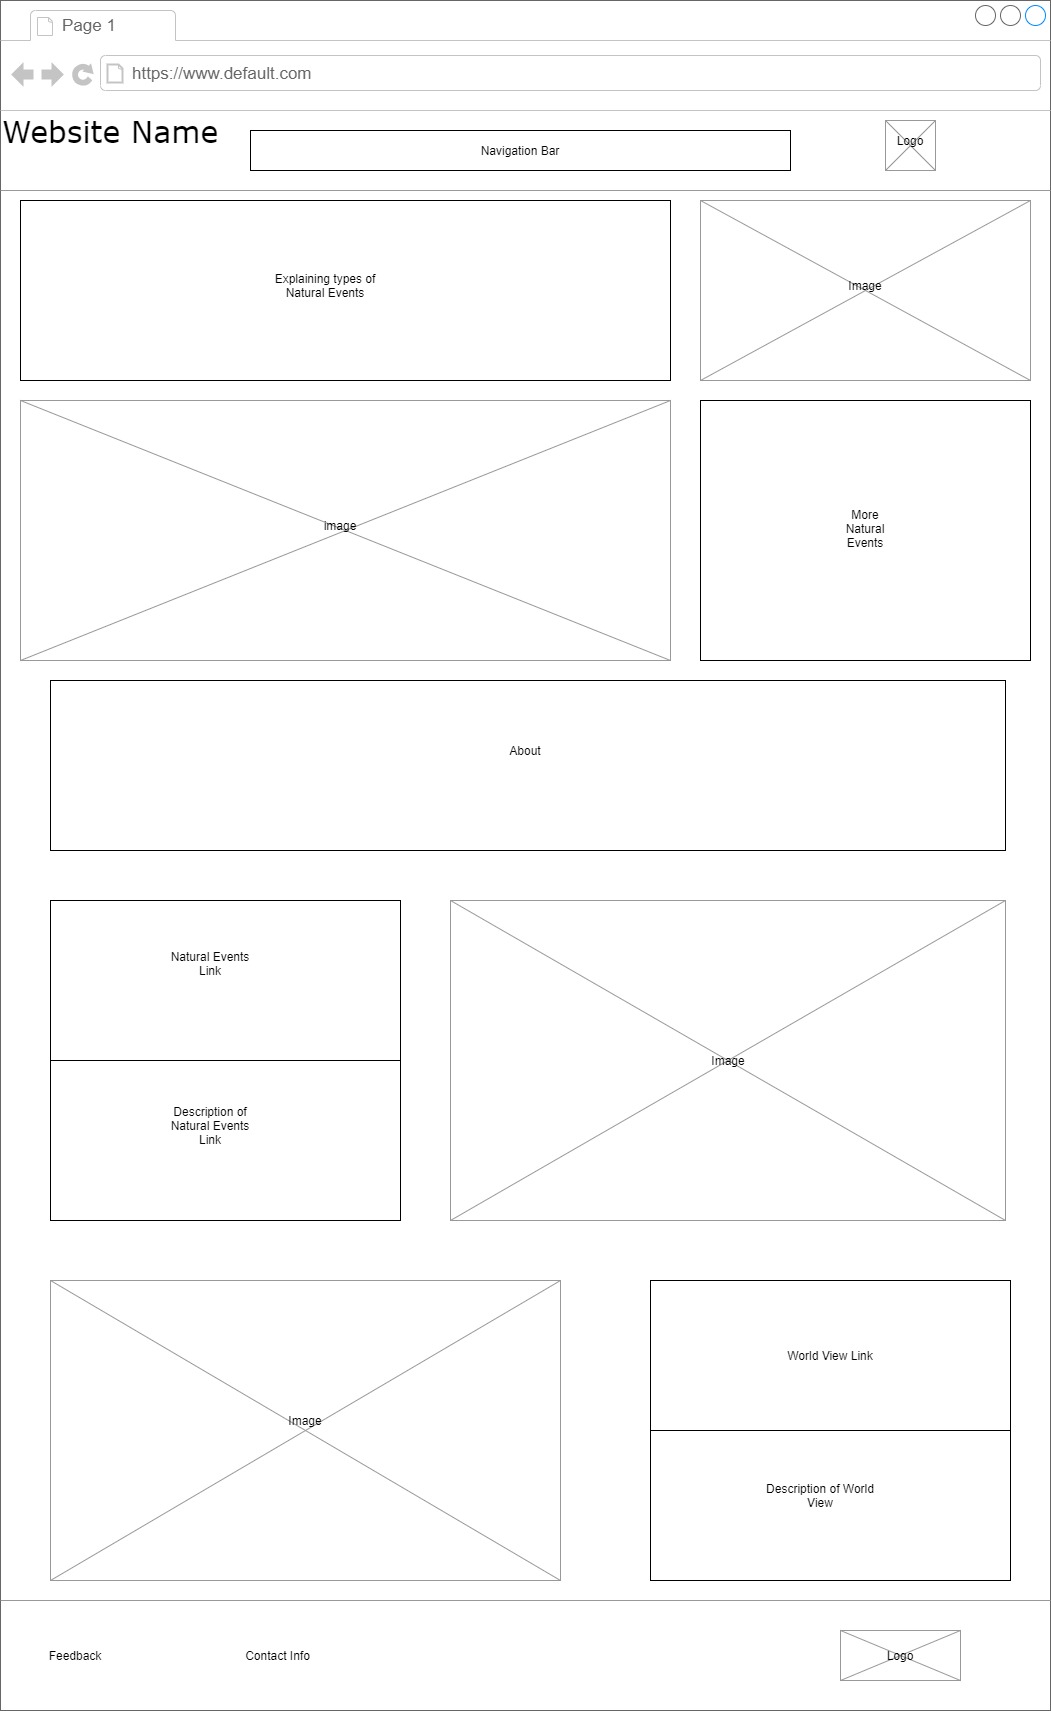 Page 1
https://www.default.com
Website Name
Navigation Bar
Logo
Explaining types of
Natural Events
Image
Image
More
Natural
Events
About
Natural Events
Link
Image
Description of
Natural Events
Link
Image
World View Link
Description of World
View
Feedback
Contact Info
Logo